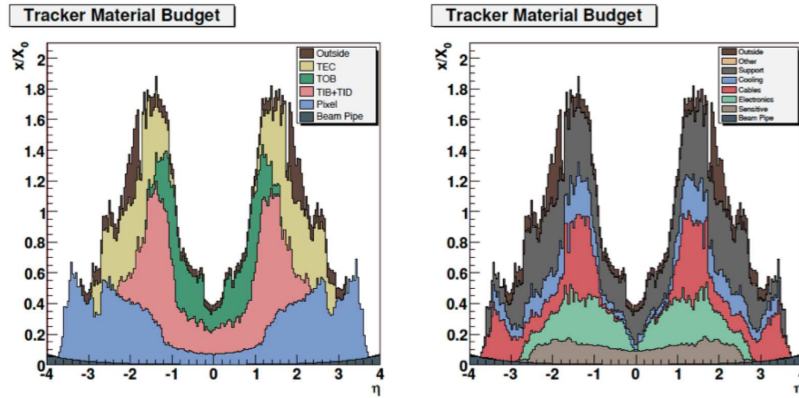 Tracker Material Budget
x/X0
2
1.8
1.6
1.4
1.2
1
0.8
0.6
0.4
0.2
0
-4 -3 -2 -1 0 1 2 3 4
η
Outside
TEC
TOB
TIB+TID
Pixel
Beam Pipe
Tracker Material Budget
x/X0
2
1.8
1.6
1.4
1.2
1
0.8
0.6
0.4
0.2
0
-4 -3 -2 -1 0 1 2 3 4
η
Outside
Other
Support
Cooling
Cables
Electronics
Sensitive
Beam Pipe